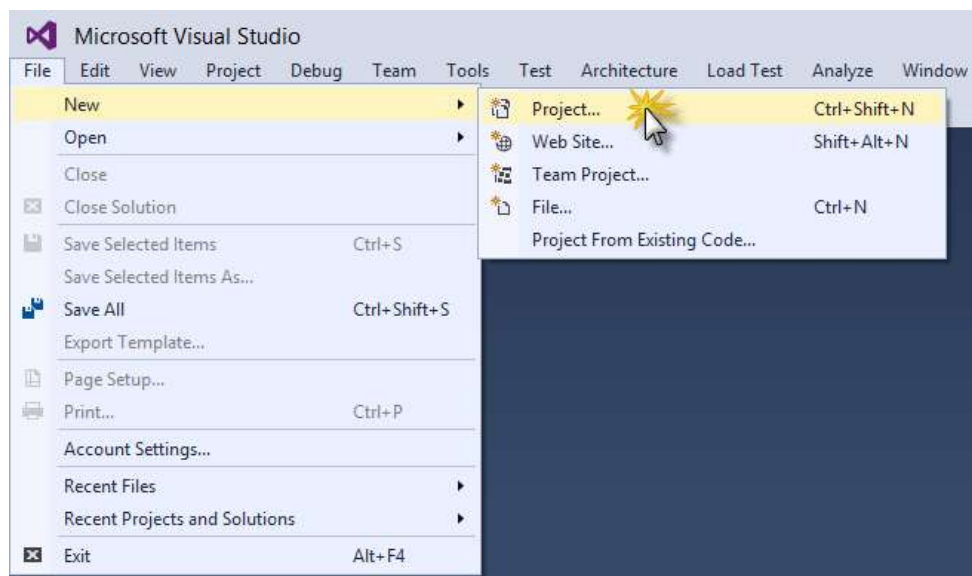 Microsoft Visual Studio
File Edit View Project Debug Team Tools Test Architecture Load Test Analyze Window
New
Open
Close
Close Solution
Save Selected Items Ctrl+S
Save Selected Items As...
Save All Ctrl+Shift+S
Export Template...
Page Setup...
Print... Ctrl+P
Account Settings...
Recent Files
Recent Projects and Solutions
Exit Alt+F4
Project... Ctrl+Shift+N
Web Site... Shift+Alt+N
Team Project...
File... Ctrl+N
Project From Existing Code...